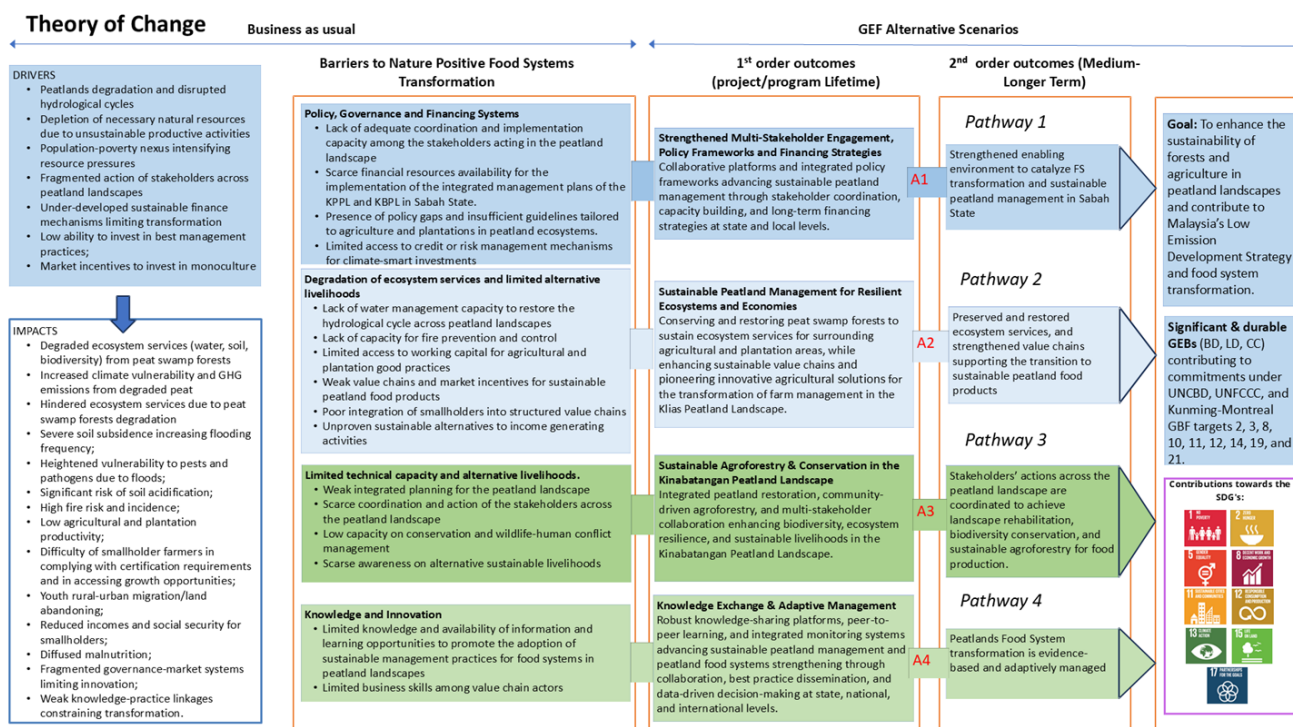 Theory of Change
Business as usual
GEF Alternative Scenarios
DRIVERS
• Peatlands degradation and disrupted
hydrological cycles
• Depletion of necessary natural resources
due to unsustainable productive activities
• Population-poverty nexus intensifying
resource pressures
• Fragmented action of stakeholders across
peatland landscapes
• Under-developed sustainable finance
mechanisms limiting transformation
• Low ability to invest in best management
practices;
• Market incentives to invest in monoculture
IMPACTS
• Degraded ecosystem services (water, soil,
biodiversity) from peat swamp forests
• Increased climate vulnerability and GHG
emissions from degraded peat
• Hindered ecosystem services due to peat
swamp forests degradation
• Severe soil subsidence increasing flooding
frequency;
• Heightened vulnerability to pests and
pathogens due to floods;
• Significant risk of soil acidification;
• High fire risk and incidence;
• Low agricultural and plantation
productivity;
• Difficulty of smallholder farmers in
complying with certification requirements
and in accessing growth opportunities;
• Youth rural-urban migration/land
abandoning;
• Reduced incomes and social security for
smallholders;
• Diffused malnutrition;
• Fragmented governance-market systems
limiting innovation;
• Weak knowledge-practice linkages
constraining transformation.
Barriers to Nature Positive Food Systems
Transformation
Policy, Governance and Financing Systems
• Lack of adequate coordination and implementation
capacity among the stakeholders acting in the peatland
landscape
• Scarce financial resources availability for the
implementation of the integrated management plans of the
KPPL and KBPL in Sabah State.
• Presence of policy gaps and insufficient guidelines tailored
to agriculture and plantations in peatland ecosystems.
• Limited access to credit or risk management mechanisms
for climate-smart investments
Degradation of ecosystem services and limited alternative
livelihoods
• Lack of water management capacity to restore the
hydrological cycle across peatland landscapes
• Lack of capacity for fire prevention and control
• Limited access to working capital for agricultural and
plantation good practices
• Weak value chains and market incentives for sustainable
peatland food products
• Poor integration of smallholders into structured value chains
• Unproven sustainable alternatives to income generating
activities
Limited technical capacity and alternative livelihoods.
• Weak integrated planning for the peatland landscape
• Scarce coordination and action of the stakeholders across
the peatland landscape
• Low capacity on conservation and wildlife-human conflict
management
• Scarse awareness on alternative sustainable livelihoods
Knowledge and Innovation
• Limited knowledge and availability of information and
learning opportunities to promote the adoption of
sustainable management practices for food systems in
peatland landscapes
• Limited business skills among value chain actors
1st order outcomes
(project/program Lifetime)
Strengthened Multi-Stakeholder Engagement,
Policy Frameworks and Financing Strategies
Collaborative platforms and integrated policy
frameworks advancing sustainable peatland
management through stakeholder coordination,
capacity building, and long-term financing
strategies at state and local levels.
A1
Sustainable Peatland Management for Resilient
Ecosystems and Economies
Conserving and restoring peat swamp forests to
sustain ecosystem services for surrounding
agricultural and plantation areas, while
enhancing sustainable value chains and
pioneering innovative agricultural solutions for
the transformation of farm management in the
Klias Peatland Landscape.
A2
Sustainable Agroforestry & Conservation in the
Kinabatangan Peatland Landscape
Integrated peatland restoration, community-
driven agroforestry, and multi-stakeholder
collaboration enhancing biodiversity, ecosystem
resilience, and sustainable livelihoods in the
Kinabatangan Peatland Landscape.
A3
Knowledge Exchange & Adaptive Management
Robust knowledge-sharing platforms, peer-to-
peer learning, and integrated monitoring systems
advancing sustainable peatland management and
peatland food systems strengthening through
collaboration, best practice dissemination, and
data-driven decision-making at state, national,
and international levels.
A4
2nd order outcomes (Medium-
Longer Term)
Pathway 1
Strengthened enabling
environment to catalyze FS
transformation and sustainable
peatland management in Sabah
State
Pathway 2
Preserved and restored
ecosystem services, and
strengthened value chains
supporting the transition to
sustainable peatland food
products
Pathway 3
Stakeholders' actions across the
peatland landscape are
coordinated to achieve
landscape rehabilitation,
biodiversity conservation, and
sustainable agroforestry for food
production.
Pathway 4
Peatlands Food System
transformation is evidence-
based and adaptively managed
Goal: To enhance the
sustainability of
forests and
agriculture in
peatland landscapes
and contribute to
Malaysia's Low
Emission
Development Strategy
and food system
transformation.
Significant & durable
GEBs (BD, LD, CC)
contributing to
commitments under
UNCBD, UNFCCC, and
Kunming-Montreal
GBF targets 2, 3, 8,
10, 11, 12, 14, 19, and
21.
Contributions towards the
SDG's:
1
2
5
8
11
12
13
15
17